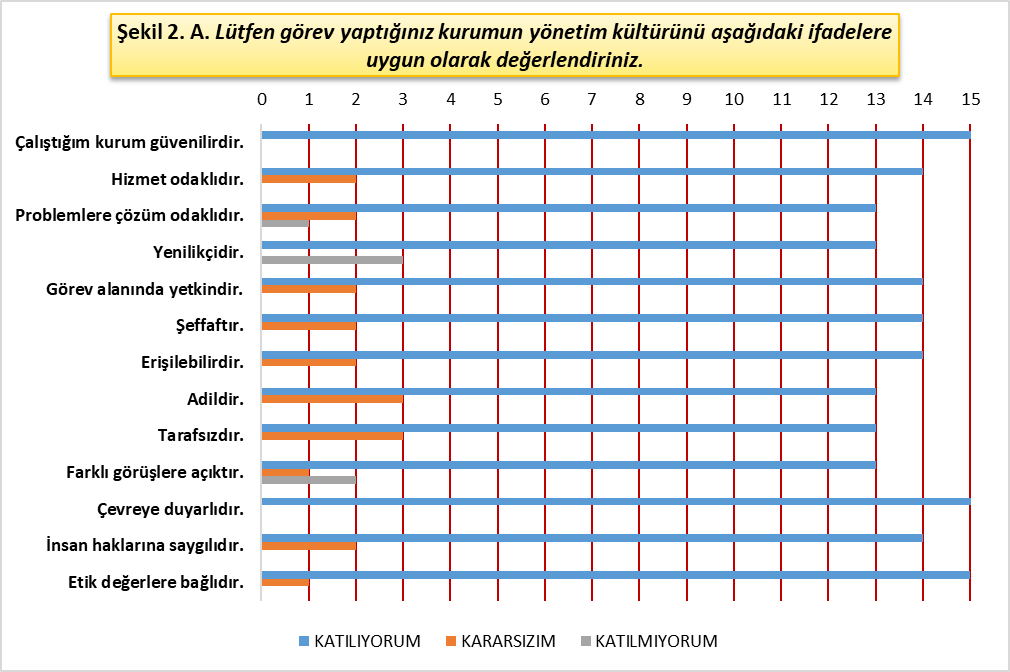 Şekil 2. A. Lütfen görev yaptığınız kurumun yönetim kültürünü aşağıdaki ifadelere
uygun olarak değerlendiriniz.
0 1 2 3 4 5 6 7 8 9 10 11 12 13 14 15
Çalıştığım kurum güvenilirdir.
Hizmet odaklıdır.
Problemlere çözüm odaklıdır.
Yenilikçidir.
Görev alanında yetkindir.
Şeffaftır.
Erişilebilirdir.
Adildir.
Tarafsızdır.
Farklı görüşlere açıktır.
Çevreye duyarlıdır.
İnsan haklarına saygılıdır.
Etik değerlere bağlıdır.
KATILIYORUM KARARSIZIM KATILMIYORUM